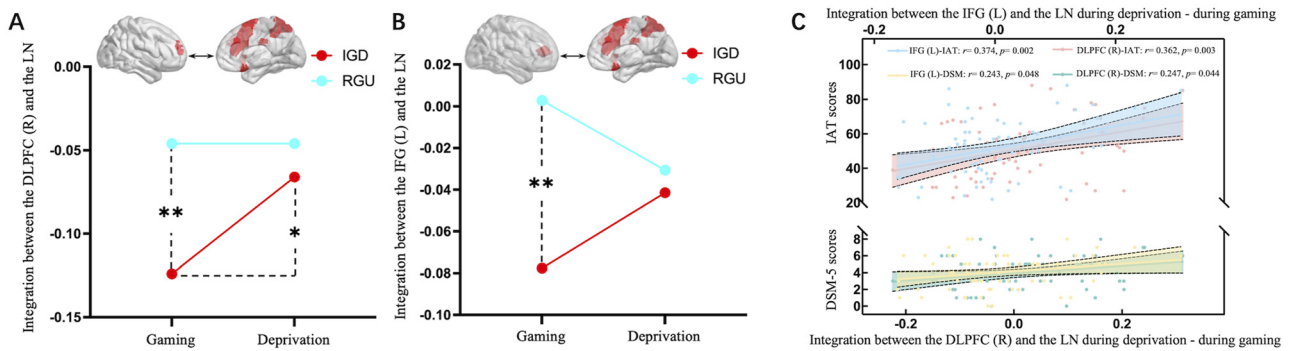 A
Integration between the DLPFC (R) and the LN
0.00
-0.05
-0.10
-0.15
IGD
RGU
**
*
Gaming
Deprivation
B
Integration between the IFG (L) and the LN
0.02
0.00
-0.02
-0.04
-0.06
-0.08
-0.10
IGD
RGU
**
Gaming
Deprivation
C
Integration between the IFG (L) and the LN during deprivation - during gaming
-0.2
0.0
0.2
IFG (L)-IAT: r= 0.374, p= 0.002
DLPFC (R)-IAT: r= 0.362, p= 0.003
IFG (L)-DSM: r= 0.243, p= 0.048
DLPFC (R)-DSM: r= 0.247, p= 0.044
IAT scores
100
80
60
40
20
DSM-5 scores
8
6
4
2
0
-0.2
0.0
0.2
Integration between the DLPFC (R) and the LN during deprivation - during gaming